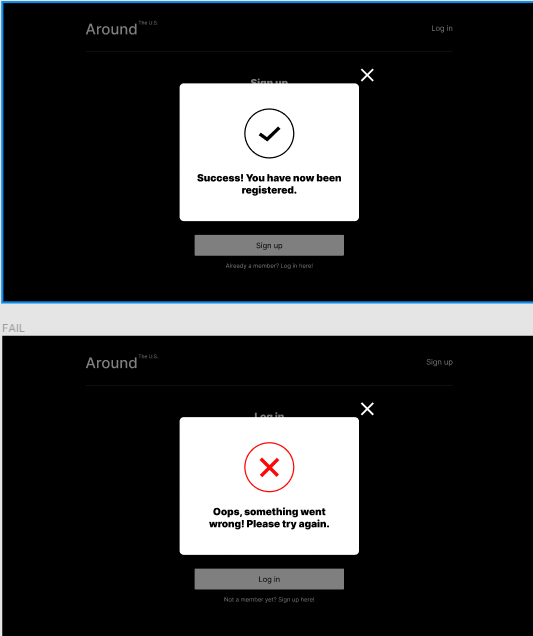 Around The U.S.
Log in
Sign up
Success! You have now been
registered.
Sign up
Already a member? Log in here!
FAIL
Around The U.S.
Sign up
Log in
Oops, something went
wrong! Please try again.
Log in
Not a member yet? Sign up here!